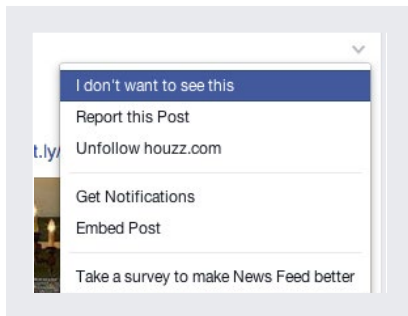 I don't want to see this
Report this Post
t.ly/
Unfollow houzz.com
Get Notifications
Embed Post
Take a survey to make News Feed better